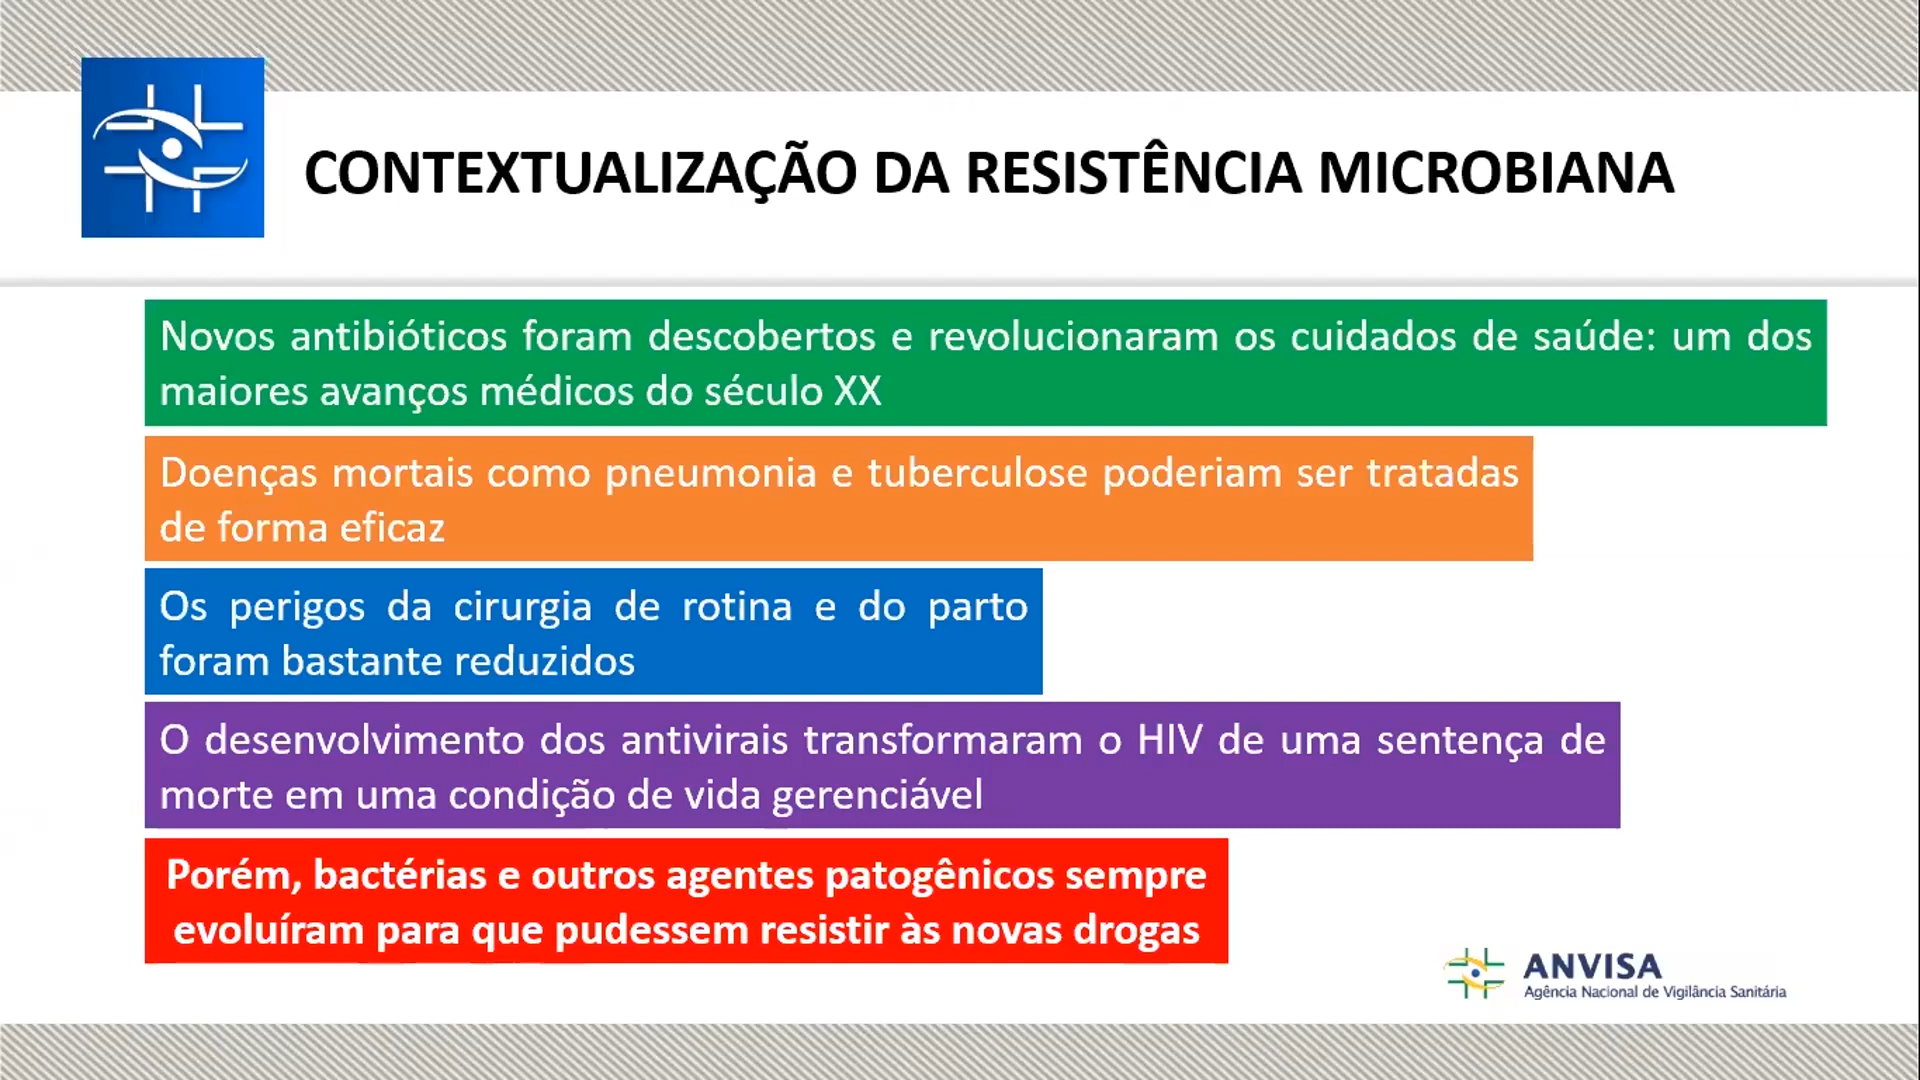 CONTEXTUALIZAÇÃO DA RESISTÊNCIA MICROBIANA
Novos antibióticos foram descobertos e revolucionaram os cuidados de saúde: um dos
maiores avanços médicos do século XX
Doenças mortais como pneumonia e tuberculose poderiam ser tratadas
de forma eficaz
Os perigos da cirurgia de rotina e do parto
foram bastante reduzidos
O desenvolvimento dos antivirais transformaram o HIV de uma sentença de
morte em uma condição de vida gerenciável
Porém, bactérias e outros agentes patogênicos sempre
evoluíram para que pudessem resistir às novas drogas
ANVISA
Agência Nacional de Vigilância Sanitária